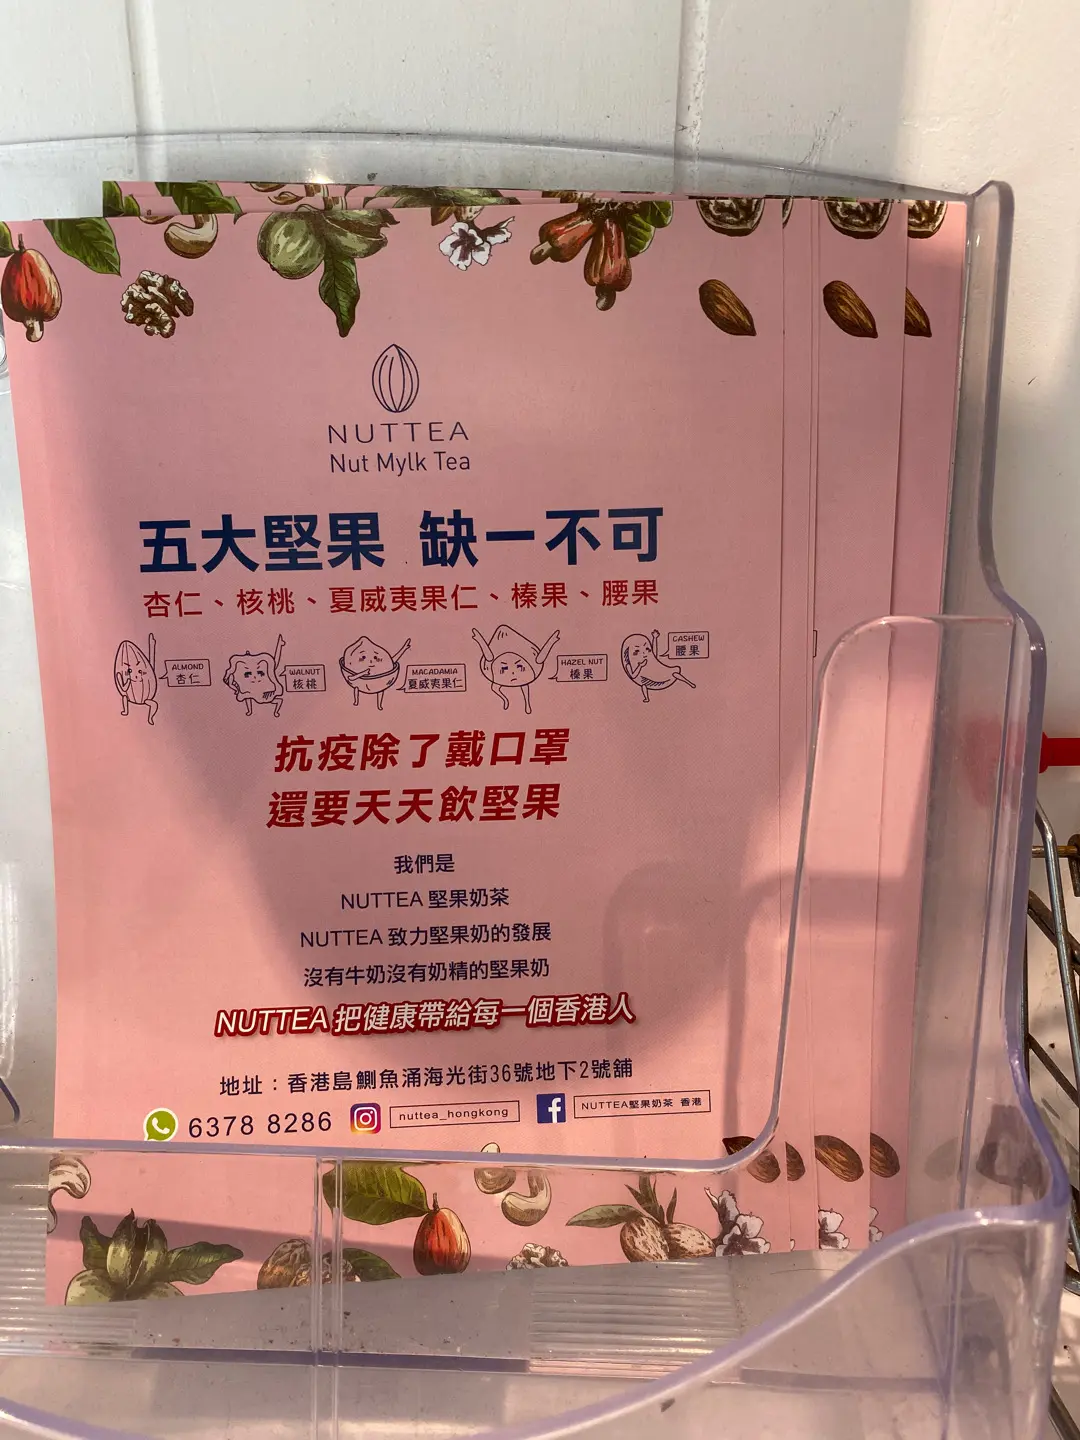 NUTTEA
Nut Mylk Tea
五大堅果 缺一不可
杏仁、核桃、夏威夷果仁、榛果、腰果
ALMOND
杏仁
WALNUT
核桃
MACADAMIA
夏威夷果仁
HAZEL NUT
榛果
CASHEW
腰果
抗疫除了戴口罩
還要天天飲堅果
我們是
NUTTEA 堅果奶茶
NUTTEA 致力堅果奶的發展
沒有牛奶沒有奶精的堅果奶
NUTTEA 把健康帶給每一個香港人
地址：香港島鰂魚涌海光街36號地下2號舖
6378 8286
nuttea_hongkong
NUTTEA堅果奶茶 香港